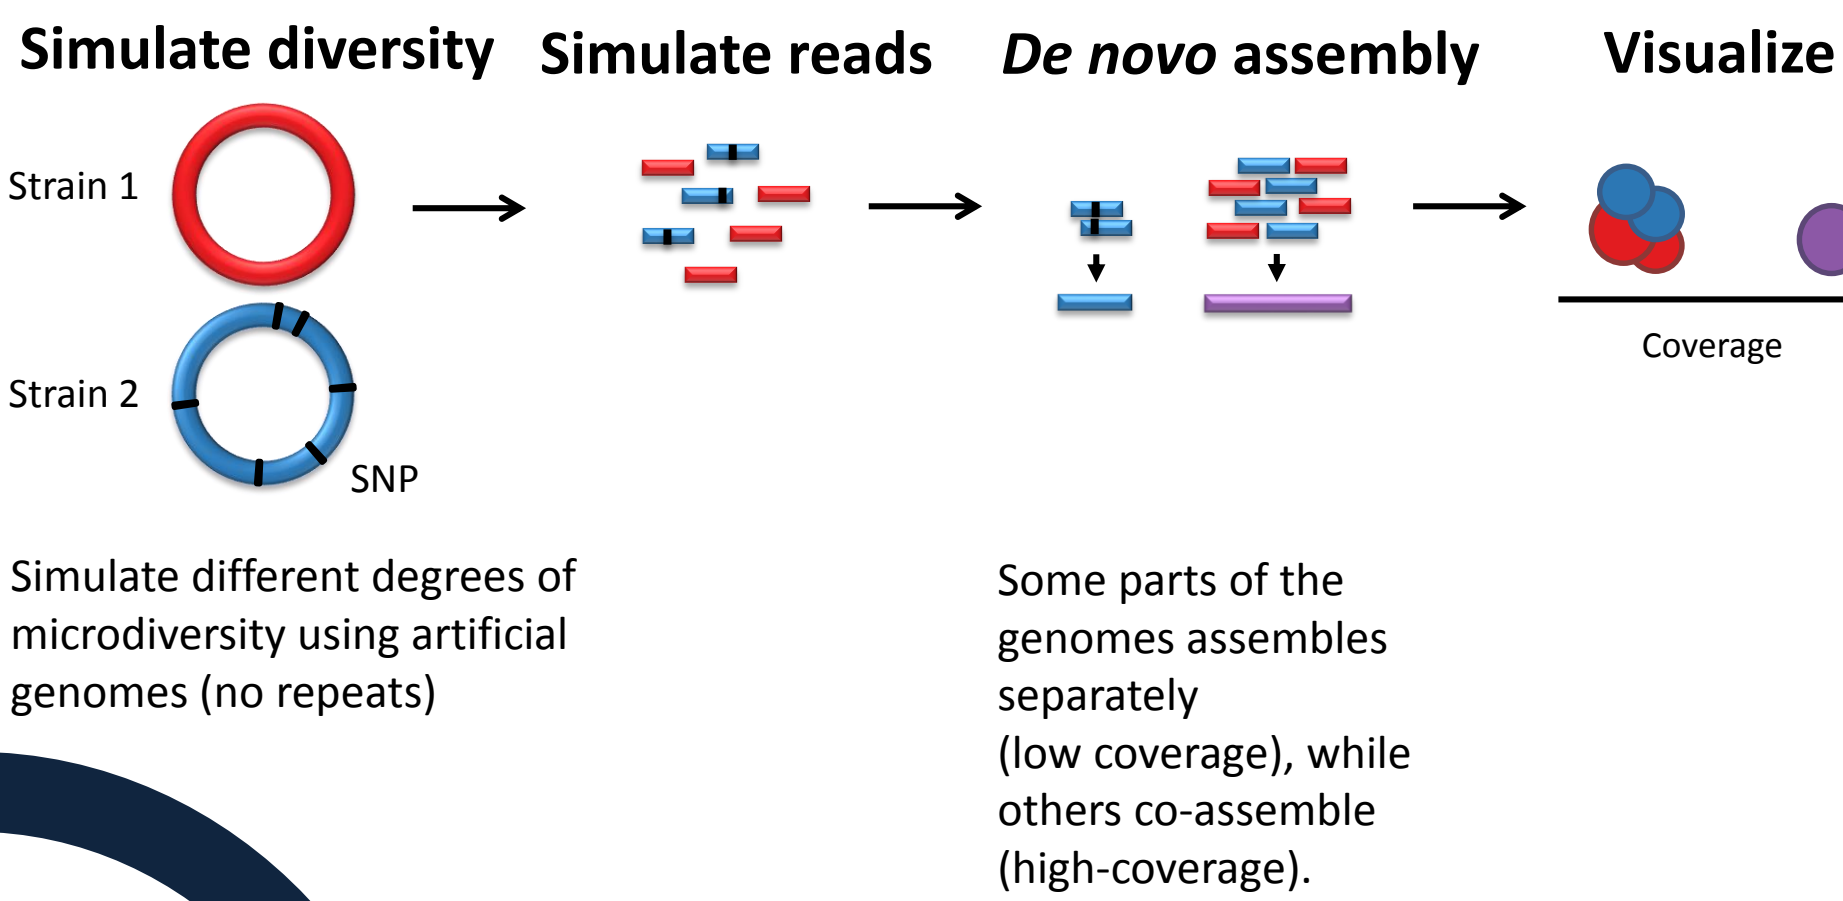 Simulate diversity
Simulate reads
De novo assembly
Visualize
Strain 1
Strain 2
SNP
Coverage
Simulate different degrees of
microdiversity using artificial
genomes (no repeats)
Some parts of the
genomes assembles
separately
(low coverage), while
others co-assemble
(high-coverage).